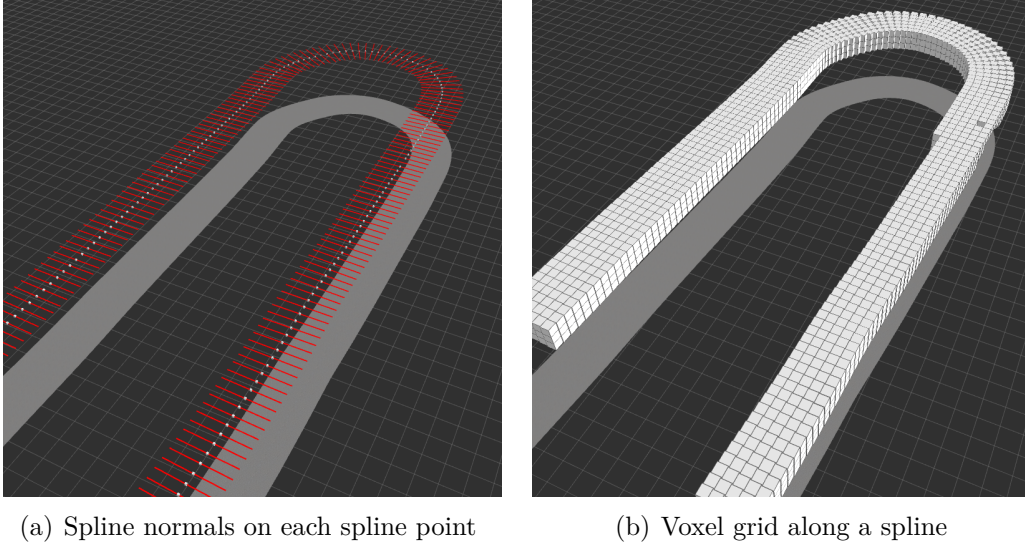 (a) Spline normals on each spline point
(b) Voxel grid along a spline